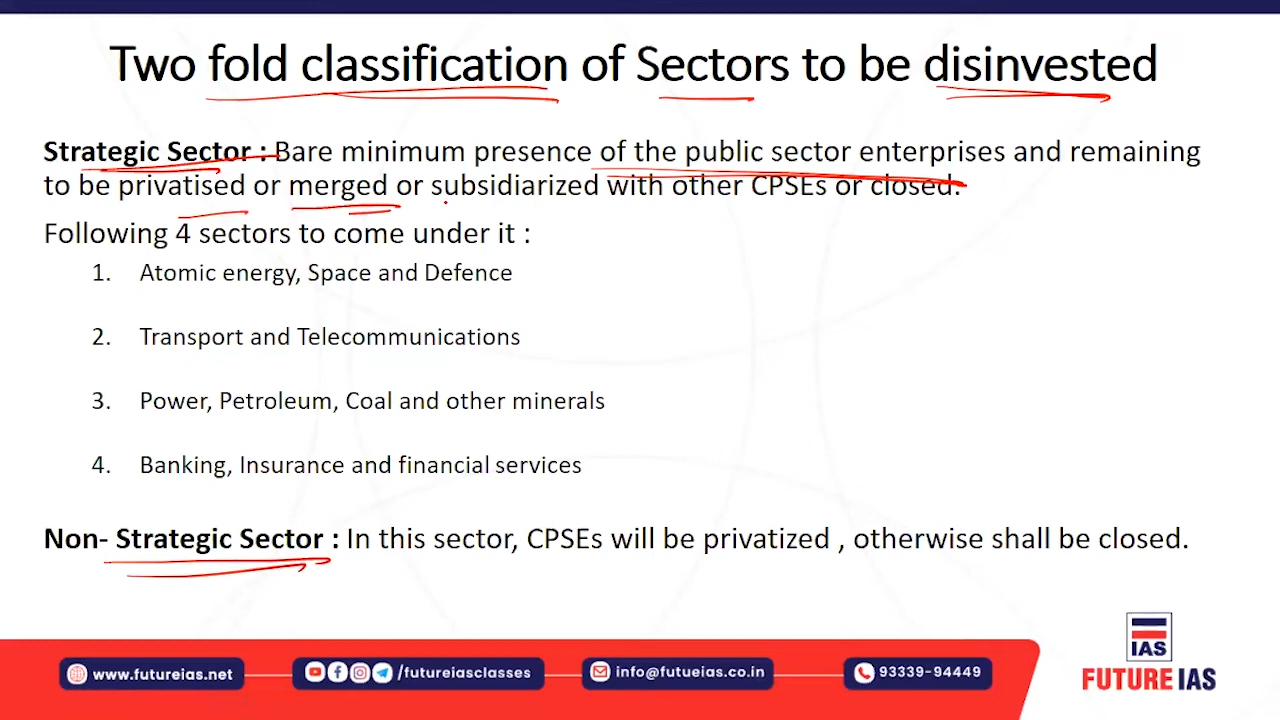 Two fold classification of Sectors to be disinvested
Strategic Sector : Bare minimum presence of the public sector enterprises and remaining
to be privatised or merged or subsidiarized with other CPSEs or closed.
Following 4 sectors to come under it :
1. Atomic energy, Space and Defence
2. Transport and Telecommunications
3. Power, Petroleum, Coal and other minerals
4. Banking, Insurance and financial services
Non- Strategic Sector : In this sector, CPSEs will be privatized , otherwise shall be closed.
IAS
www.futureias.net /futureiasclasses info@futueias.co.in 93339-94449
FUTURE IAS